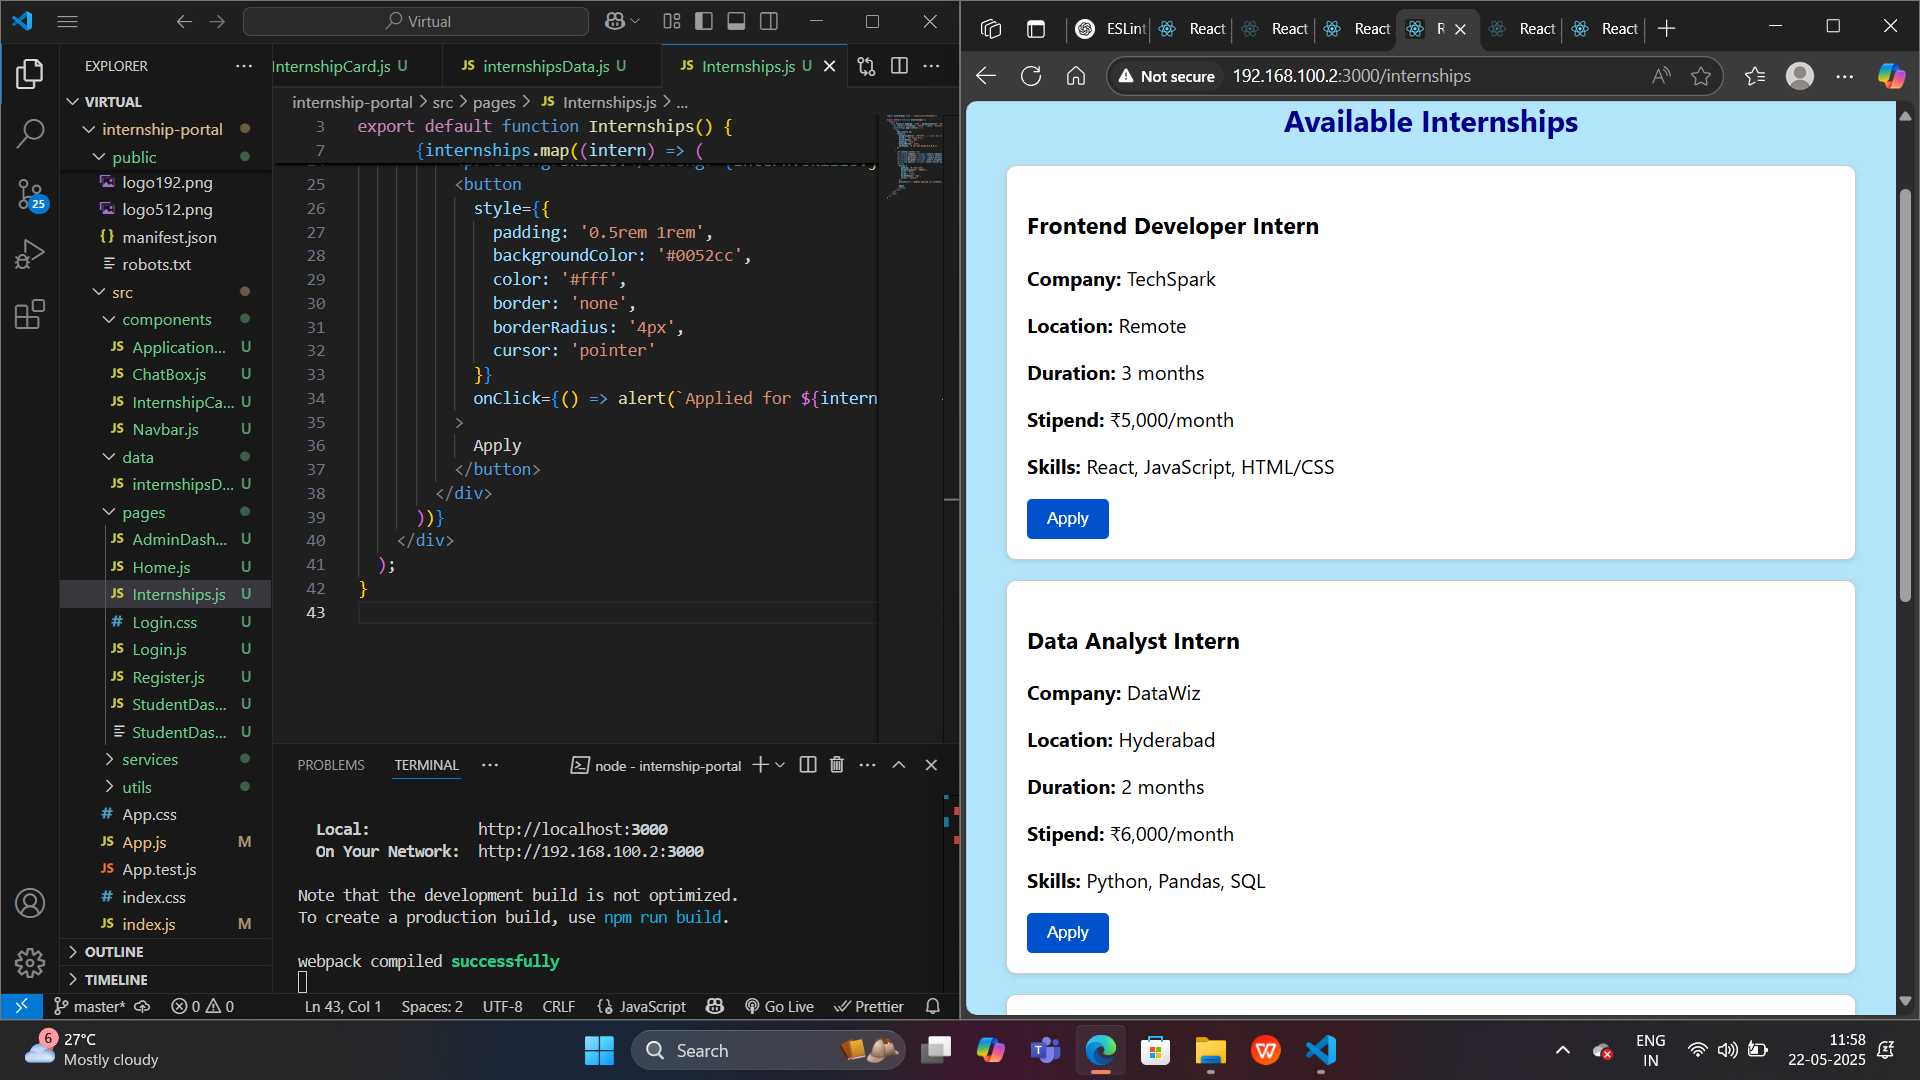 Virtual
EXPLORER
VIRTUAL
internship-portal
public
logo192.png
logo512.png
manifest.json
robots.txt
src
components
Application... U
ChatBox.js U
InternshipCa... U
Navbar.js U
data
internshipsD... U
pages
AdminDash... U
Home.js U
Internships.js U
Login.css U
Login.js U
Register.js U
StudentDas... U
StudentDas... U
services
utils
App.css
App.js M
App.test.js
index.css
index.js M
OUTLINE
TIMELINE
InternshipCard.js U
JS internshipsData.js U
JS Internships.js U
internship-portal > src > pages > JS Internships.js > ...
3 export default function Internships() {
7 {internships.map((intern) => (
25 <button
26 style={{
27 padding: '0.5rem 1rem',
28 backgroundColor: '#0052cc',
29 color: '#fff',
30 border: 'none',
31 borderRadius: '4px',
32 cursor: 'pointer'
33 }}
34 onClick={() => alert(`Applied for ${intern
35 >
36 Apply
37 </button>
38 </div>
39 ))}
40 </div>
41 );
42 }
43
PROBLEMS TERMINAL ... node - internship-portal
Local: http://localhost:3000
On Your Network: http://192.168.100.2:3000
Note that the development build is not optimized.
To create a production build, use npm run build.
webpack compiled successfully
25
master* 0 0 Ln 43, Col 1 Spaces: 2 UTF-8 CRLF {} JavaScript Go Live Prettier
ESLint React React React R React React
Not secure 192.168.100.2:3000/internships
Available Internships
Frontend Developer Intern
Company: TechSpark
Location: Remote
Duration: 3 months
Stipend: ₹5,000/month
Skills: React, JavaScript, HTML/CSS
Apply
Data Analyst Intern
Company: DataWiz
Location: Hyderabad
Duration: 2 months
Stipend: ₹6,000/month
Skills: Python, Pandas, SQL
Apply
6
27°C
Mostly cloudy
Search
ENG
IN
11:58
22-05-2025